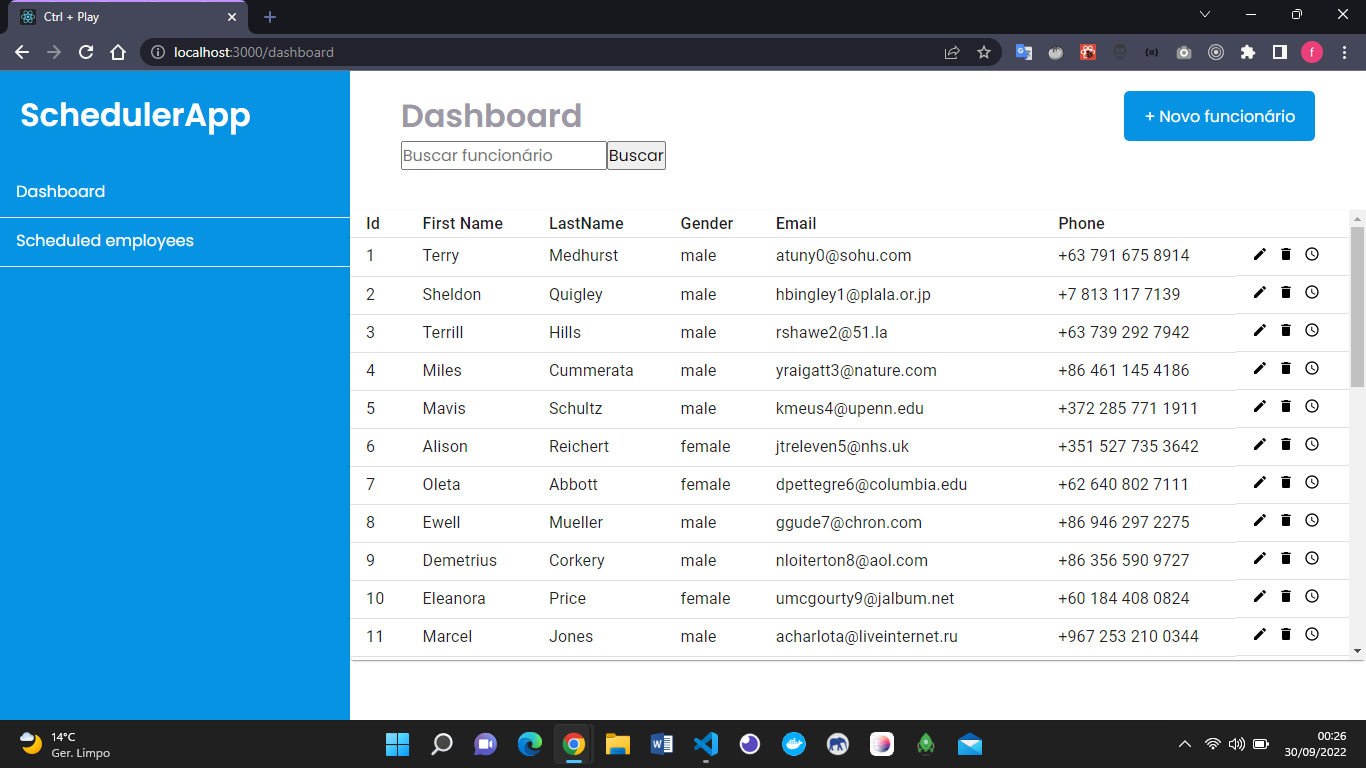 Ctrl + Play
localhost:3000/dashboard
f
SchedulerApp
Dashboard
Scheduled employees
Dashboard
+ Novo funcionário
Buscar funcionário Buscar
Id First Name LastName Gender Email Phone
1 Terry Medhurst male atuny0@sohu.com +63 791 675 8914
2 Sheldon Quigley male hbingley1@plala.or.jp +7 813 117 7139
3 Terrill Hills male rshawe2@51.la +63 739 292 7942
4 Miles Cummerata male yraigatt3@nature.com +86 461 145 4186
5 Mavis Schultz male kmeus4@upenn.edu +372 285 771 1911
6 Alison Reichert female jtreleven5@nhs.uk +351 527 735 3642
7 Oleta Abbott female dpettegre6@columbia.edu +62 640 802 7111
8 Ewell Mueller male ggude7@chron.com +86 946 297 2275
9 Demetrius Corkery male nloiterton8@aol.com +86 356 590 9727
10 Eleanora Price female umcgourty9@jalbum.net +60 184 408 0824
11 Marcel Jones male acharlota@liveinternet.ru +967 253 210 0344
14°C
Ger. Limpo
00:26
30/09/2022